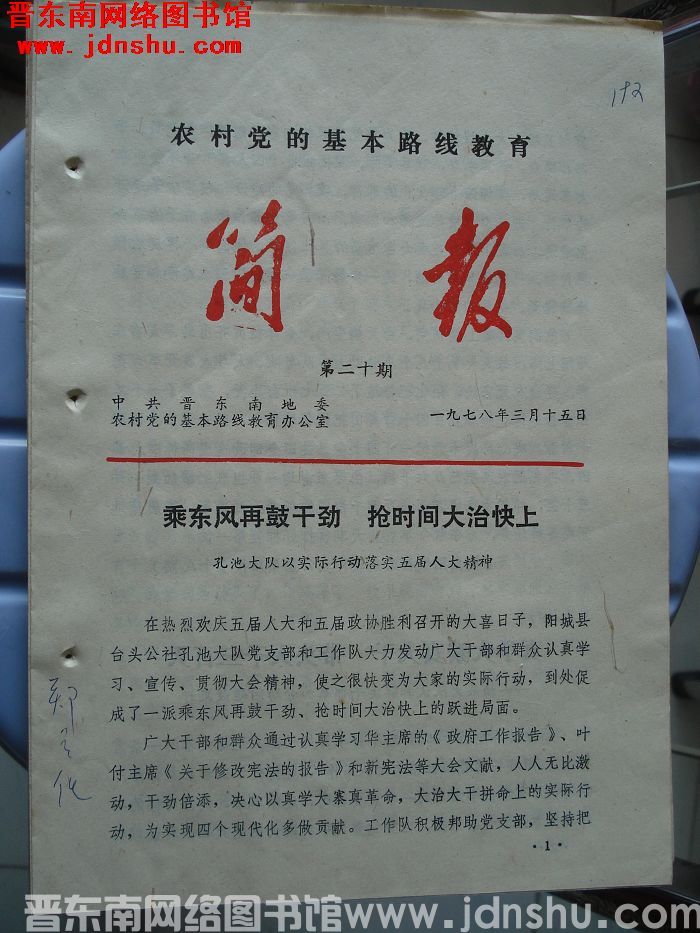 晋东南网络图书馆
www.jdnshu.com
192
农村党的基本路线教育
简报
第二十期
中共晋东南地委
农村党的基本路线教育办公室
一九七八年三月十五日
乘东风再鼓干劲 抢时间大治快上
孔池大队以实际行动落实五届人大精神
在热烈欢庆五届人大和五届政协胜利召开的大喜日子，阳城县
台头公社孔池大队党支部和工作队大力发动广大干部和群众认真学
习、宣传、贯彻大会精神，使之很快变为大家的实际行动，到处促
成了一派乘东风再鼓干劲、抢时间大治快上的跃进局面。
广大干部和群众通过认真学习华主席的《政府工作报告》、叶
付主席《关于修改宪法的报告》和新宪法等大会文献，人人无比激
动，干劲倍添，决心以真学大寨真革命，大治大干拼命上的实际行
动，为实现四个现代化多做贡献。工作队积极邦助党支部，坚持把
·1·
晋东南网络图书馆www.jdnshu.com